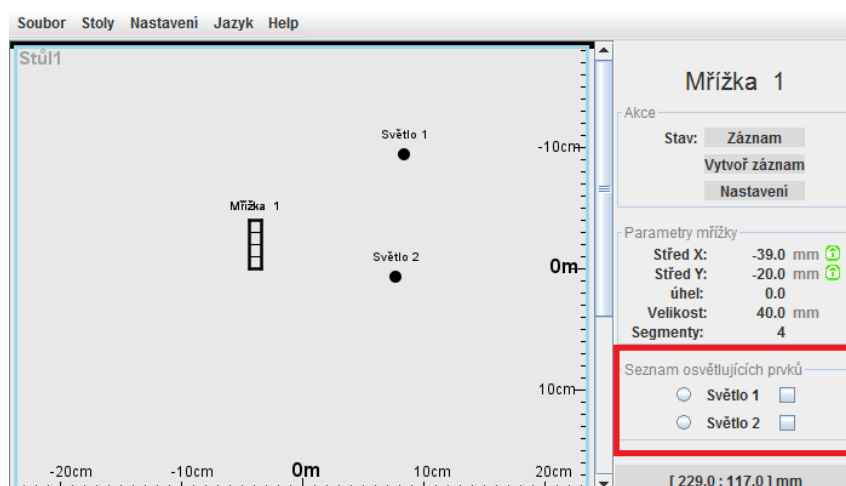 Soubor Stoly Nastavení Jazyk Help
Stůl1
Světlo 1
-10cm
Mřížka 1
Světlo 2
0m
10cm
-20cm -10cm 0m 10cm 20cm
Mřížka 1
Akce
Stav: Záznam
Vytvoř záznam
Nastavení
Parametry mřížky
Střed X: -39.0 mm
Střed Y: -20.0 mm
úhel: 0.0
Velikost: 40.0 mm
Segmenty: 4
Seznam osvětlujících prvků
Světlo 1
Světlo 2
[ 229.0 : 117.0 ] mm